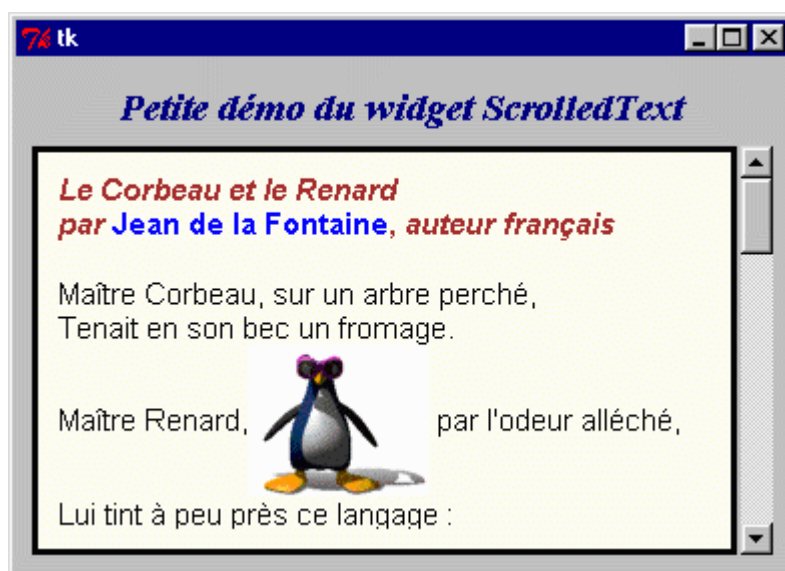 tk
Petite démo du widget ScrolledText
Le Corbeau et le Renard
par Jean de la Fontaine, auteur français
Maître Corbeau, sur un arbre perché,
Tenait en son bec un fromage.
Maître Renard, par l'odeur alléché,
Lui tint à peu près ce langage :